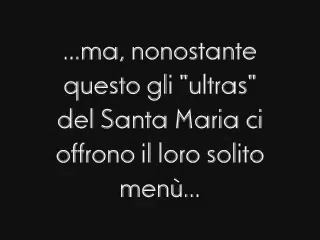 ...ma, nonostante
questo gli "ultras"
del Santa Maria ci
offrono il loro solito
menù...